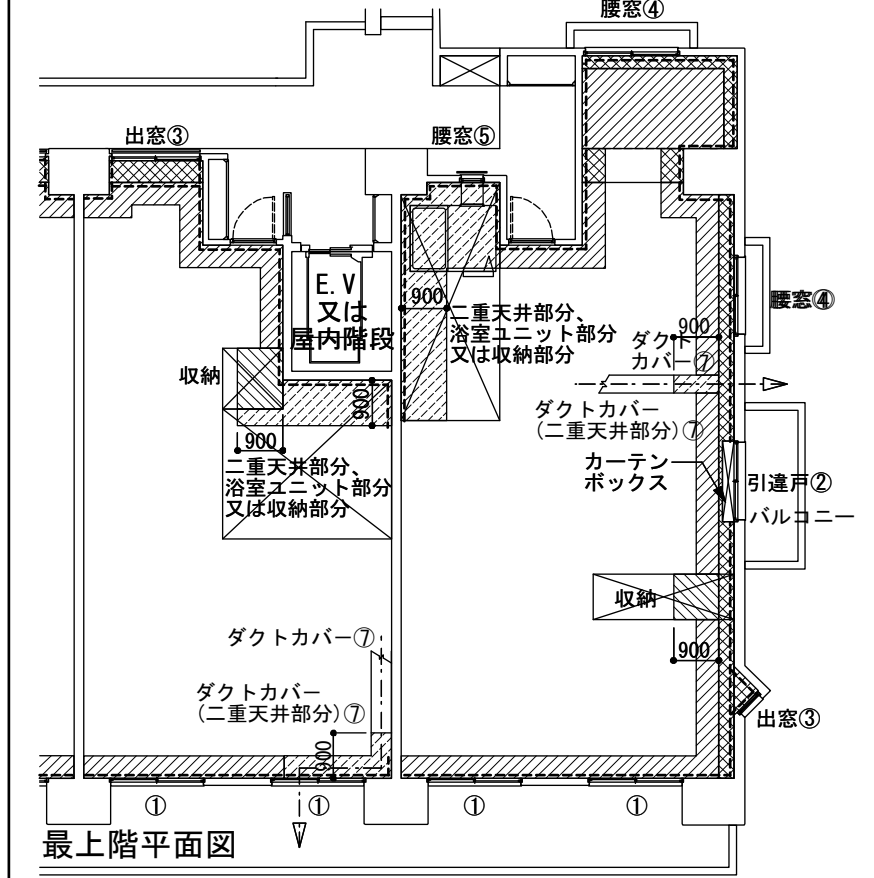 腰窓④
出窓③
腰窓⑤
E.V
又は
屋内階段
900
二重天井部分、
浴室ユニット部分
又は収納部分
900
ダクト
カバー⑦
腰窓④
収納
900
ダクトカバー
(二重天井部分)⑦
900
二重天井部分、
浴室ユニット部分
又は収納部分
カーテン
ボックス
引違戸②
バルコニー
収納
ダクトカバー⑦
900
ダクトカバー
(二重天井部分)⑦
出窓③
900
①
①
①
①
最上階平面図